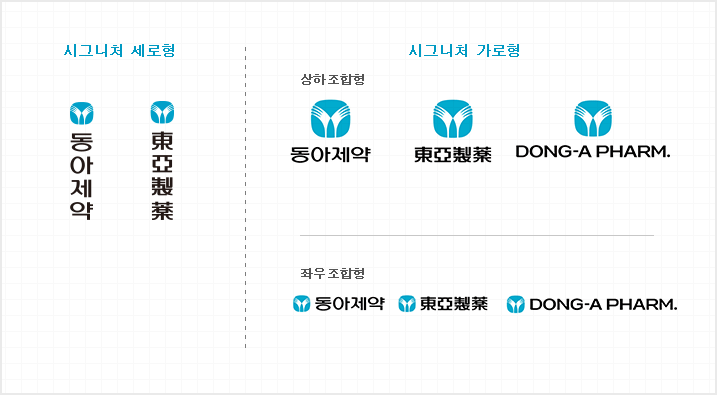 시그니쳐 세로형
동아제약
東亞製薬
시그니쳐 가로형
상하조합형
동아제약
東亞製薬
DONG-A PHARM.
좌우조합형
동아제약
東亞製薬
DONG-A PHARM.